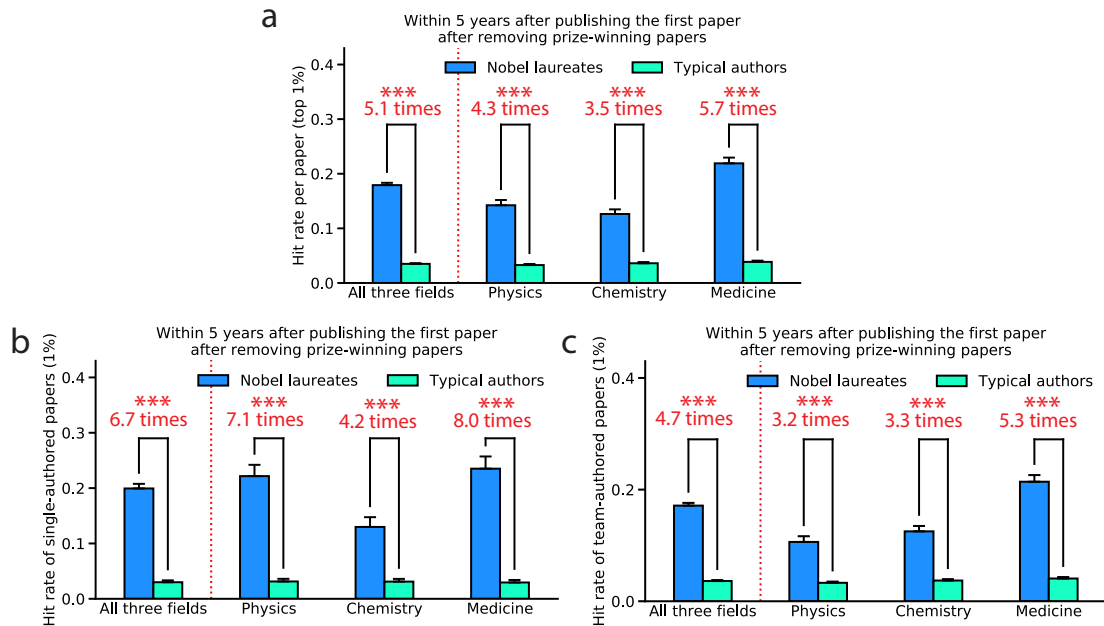 a
Within 5 years after publishing the first paper
after removing prize-winning papers
Nobel laureates
Typical authors
Hit rate per paper (top 1%)
0.4
0.3
0.2
0.1
0.0
***
5.1 times
***
4.3 times
***
3.5 times
***
5.7 times
All three fields
Physics
Chemistry
Medicine
b
Within 5 years after publishing the first paper
after removing prize-winning papers
Nobel laureates
Typical authors
Hit rate of single-authored papers (1%)
0.4
0.3
0.2
0.1
0.0
***
6.7 times
***
7.1 times
***
4.2 times
***
8.0 times
All three fields
Physics
Chemistry
Medicine
c
Within 5 years after publishing the first paper
after removing prize-winning papers
Nobel laureates
Typical authors
Hit rate of team-authored papers (1%)
0.4
0.2
0.0
***
4.7 times
***
3.2 times
***
3.3 times
***
5.3 times
All three fields
Physics
Chemistry
Medicine